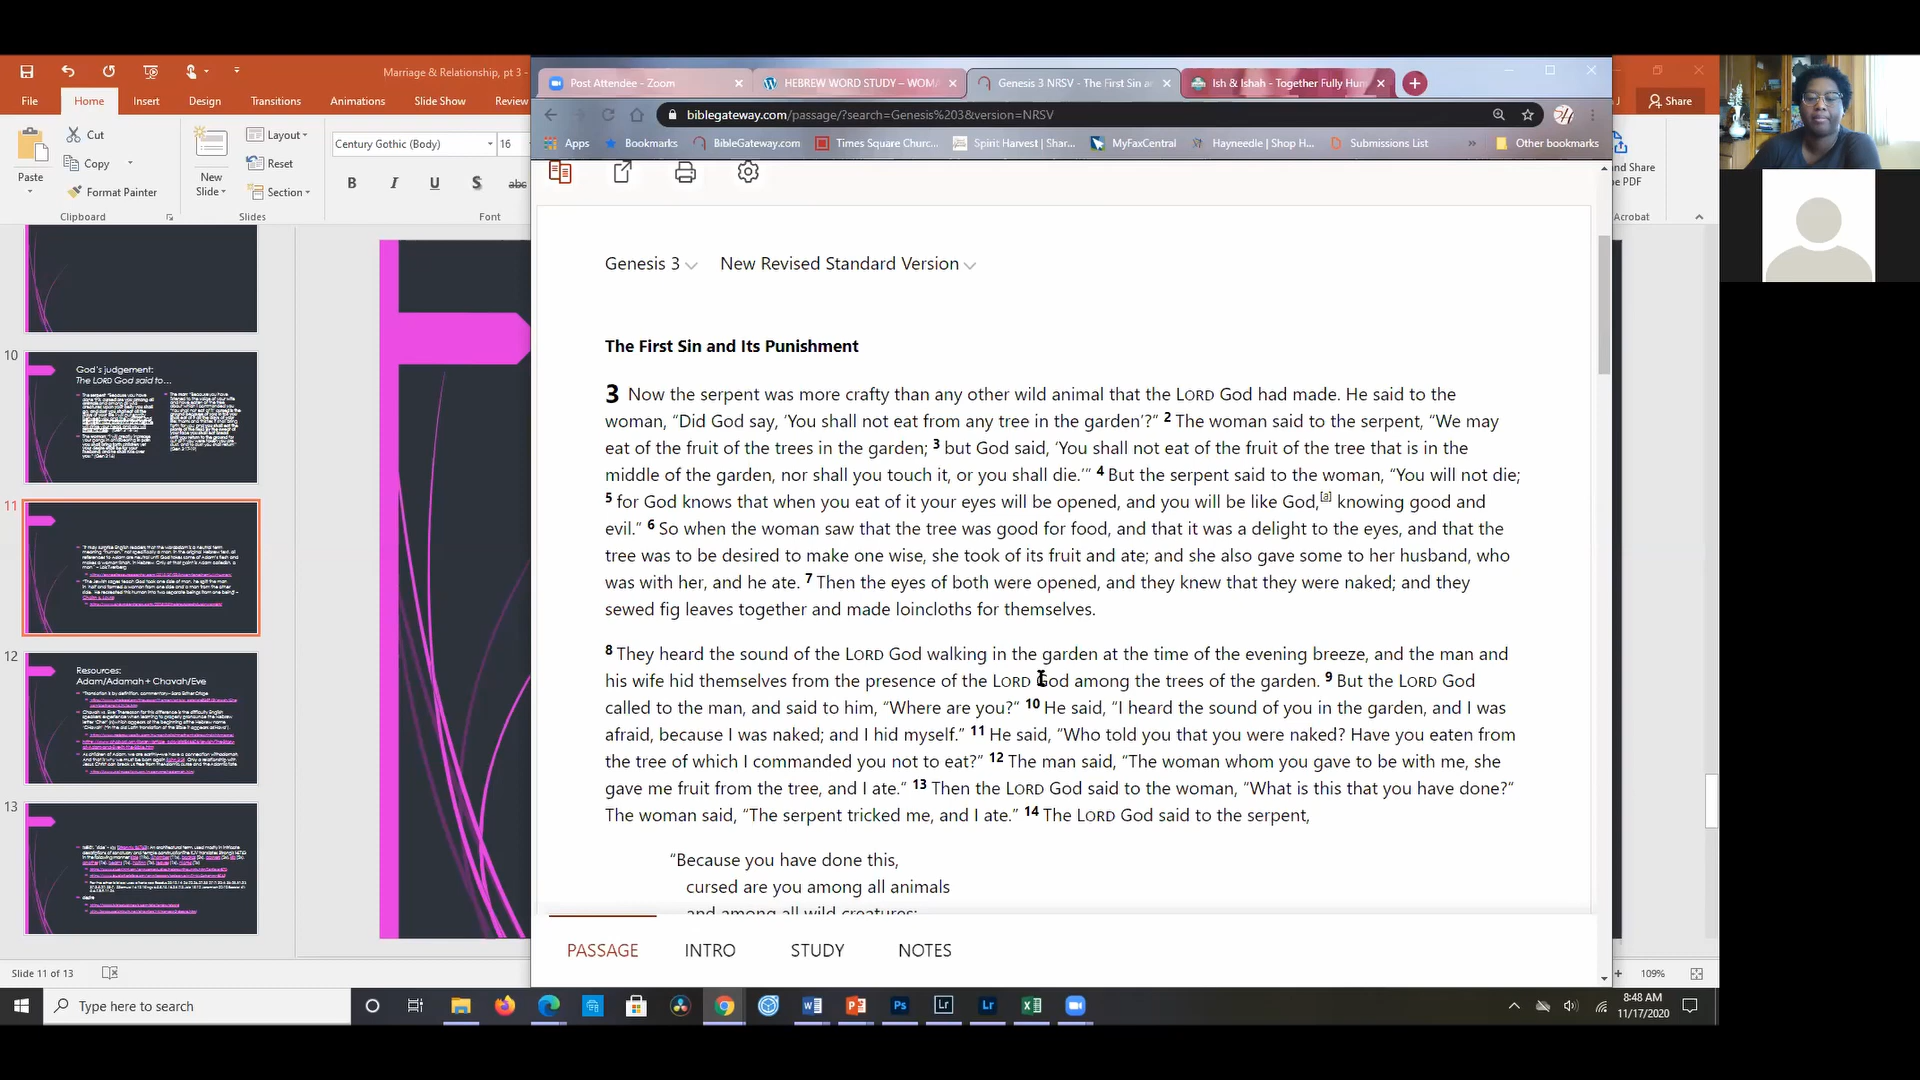 Marriage & Relationship, pt 3 -
File
Home
Insert
Design
Transitions
Animations
Slide Show
Review
Share
Paste
Cut
Copy
Format Painter
Clipboard
New
Slide
Layout
Reset
Section
Slides
Century Gothic (Body)
16
B
I
U
S
abc
Font
and Share
PDF
Acrobat
Post Attendee - Zoom
HEBREW WORD STUDY – WOMA
Genesis 3 NRSV - The First Sin an
Ish & Ishah - Together Fully Hum
biblegateway.com/passage/?search=Genesis%203&version=NRSV
Apps
Bookmarks
BibleGateway.com
Times Square Churc...
Spirit Harvest | Shar...
MyFaxCentral
Hayneedle | Shop H...
Submissions List
»
Other bookmarks
Genesis 3
New Revised Standard Version
The First Sin and Its Punishment
3 Now the serpent was more crafty than any other wild animal that the LORD God had made. He said to the
woman, “Did God say, ‘You shall not eat from any tree in the garden’?” 2 The woman said to the serpent, “We may
eat of the fruit of the trees in the garden; 3 but God said, ‘You shall not eat of the fruit of the tree that is in the
middle of the garden, nor shall you touch it, or you shall die.’” 4 But the serpent said to the woman, “You will not die;
5 for God knows that when you eat of it your eyes will be opened, and you will be like God,[a] knowing good and
evil.” 6 So when the woman saw that the tree was good for food, and that it was a delight to the eyes, and that the
tree was to be desired to make one wise, she took of its fruit and ate; and she also gave some to her husband, who
was with her, and he ate. 7 Then the eyes of both were opened, and they knew that they were naked; and they
sewed fig leaves together and made loincloths for themselves.
8 They heard the sound of the LORD God walking in the garden at the time of the evening breeze, and the man and
his wife hid themselves from the presence of the LORD God among the trees of the garden. 9 But the LORD God
called to the man, and said to him, “Where are you?” 10 He said, “I heard the sound of you in the garden, and I was
afraid, because I was naked; and I hid myself.” 11 He said, “Who told you that you were naked? Have you eaten from
the tree of which I commanded you not to eat?” 12 The man said, “The woman whom you gave to be with me, she
gave me fruit from the tree, and I ate.” 13 Then the LORD God said to the woman, “What is this that you have done?”
The woman said, “The serpent tricked me, and I ate.” 14 The LORD God said to the serpent,
“Because you have done this,
cursed are you among all animals
and among all wild creatures;
PASSAGE
INTRO
STUDY
NOTES
10
God's judgement:
The LORD God said to...
11
12
Resources:
Adam/Adamah + Chavah/Eve
13
Slide 11 of 13
109%
Type here to search
W
P
Ps
Lr
Lr
X
8:48 AM
11/17/2020